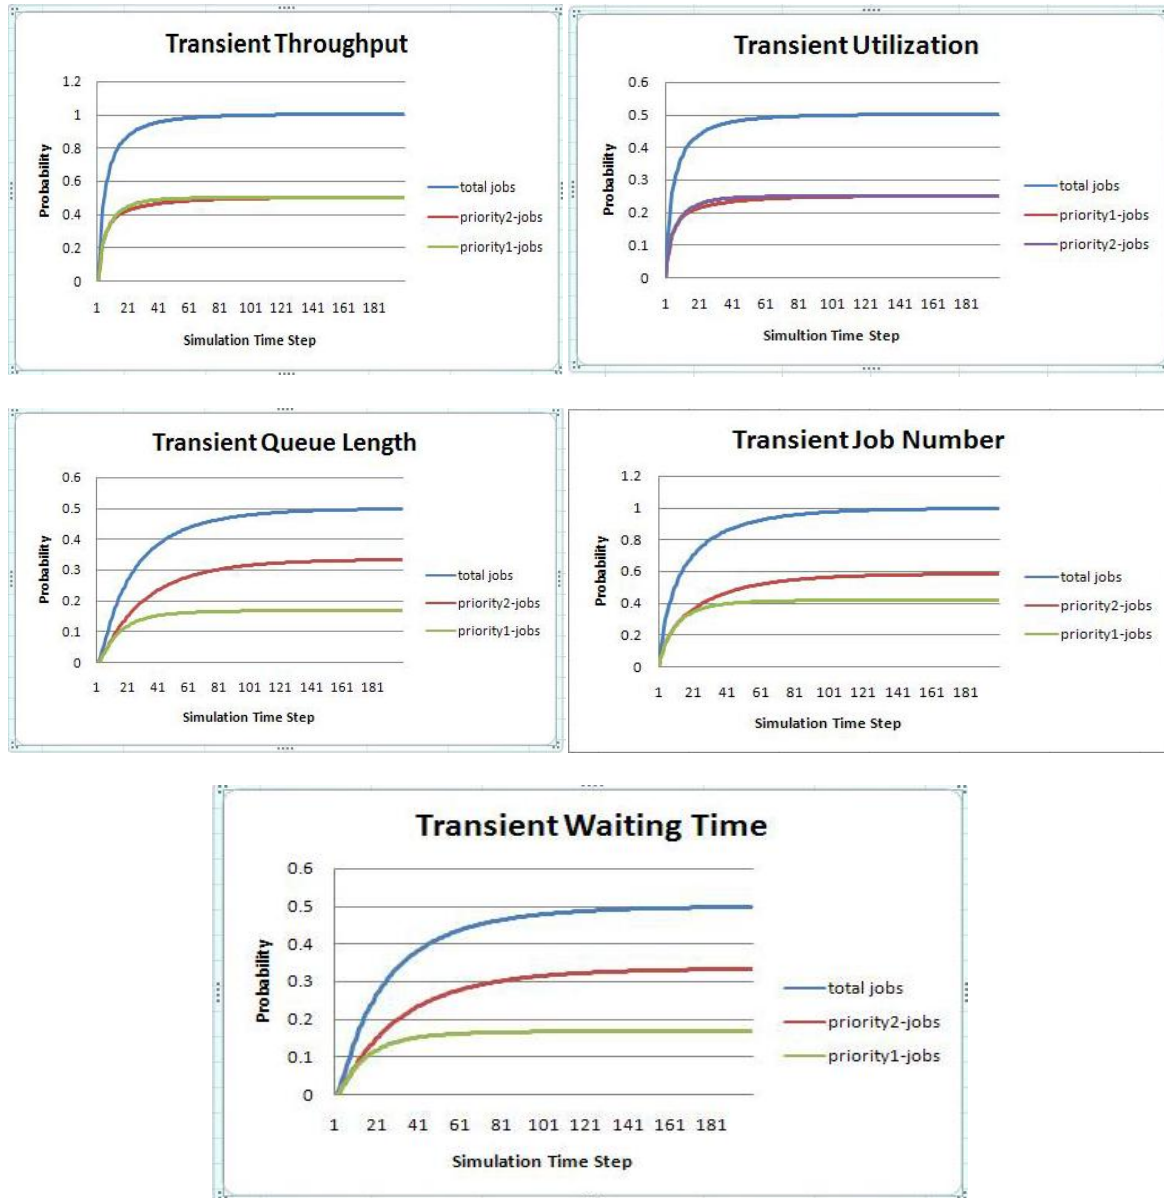 Transient Throughput
1.2
1
0.8
0.6
0.4
0.2
0
Probability
1 21 41 61 81 101 121 141 161 181
Simulation Time Step
total jobs
priority2-jobs
priority1-jobs
Transient Utilization
0.6
0.5
0.4
0.3
0.2
0.1
0
Probability
1 21 41 61 81 101 121 141 161 181
Simultion Time Step
total jobs
priority1-jobs
priority2-jobs
Transient Queue Length
0.6
0.5
0.4
0.3
0.2
0.1
0
Probability
1 21 41 61 81 101 121 141 161 181
Simulation Time Step
total jobs
priority2-jobs
priority1-jobs
Transient Job Number
1.2
1
0.8
0.6
0.4
0.2
0
Probability
1 21 41 61 81 101 121 141 161 181
Simulation Time Step
total jobs
priority2-jobs
priority1-jobs
Transient Waiting Time
0.6
0.5
0.4
0.3
0.2
0.1
0
Probability
1 21 41 61 81 101 121 141 161 181
Simulation Time Step
total jobs
priority2-jobs
priority1-jobs